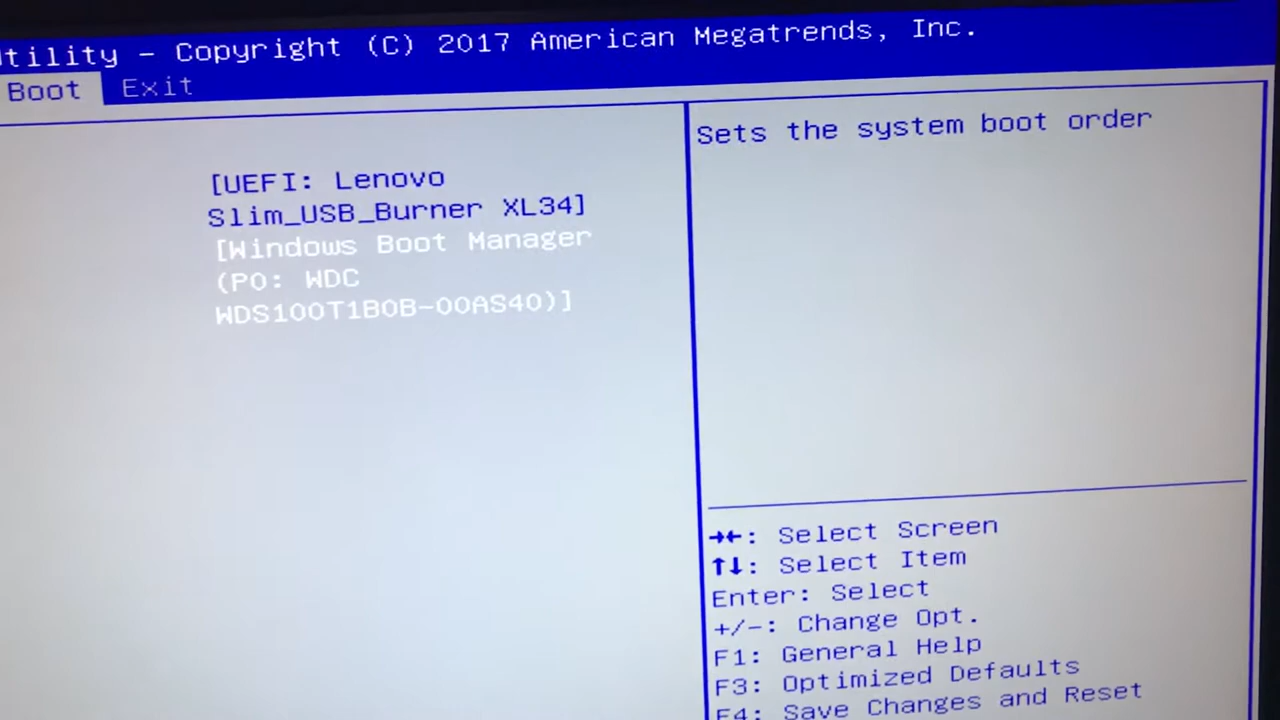 tility - Copyright (C) 2017 American Megatrends, Inc.
Boot Exit
[UEFI: Lenovo
Slim_USB_Burner XL34]
[Windows Boot Manager
(P0: WDC
WDS100T1B0B-00AS40)]
Sets the system boot order
→←: Select Screen
↑↓: Select Item
Enter: Select
+/-: Change Opt.
F1: General Help
F3: Optimized Defaults
F4: Save Changes and Reset